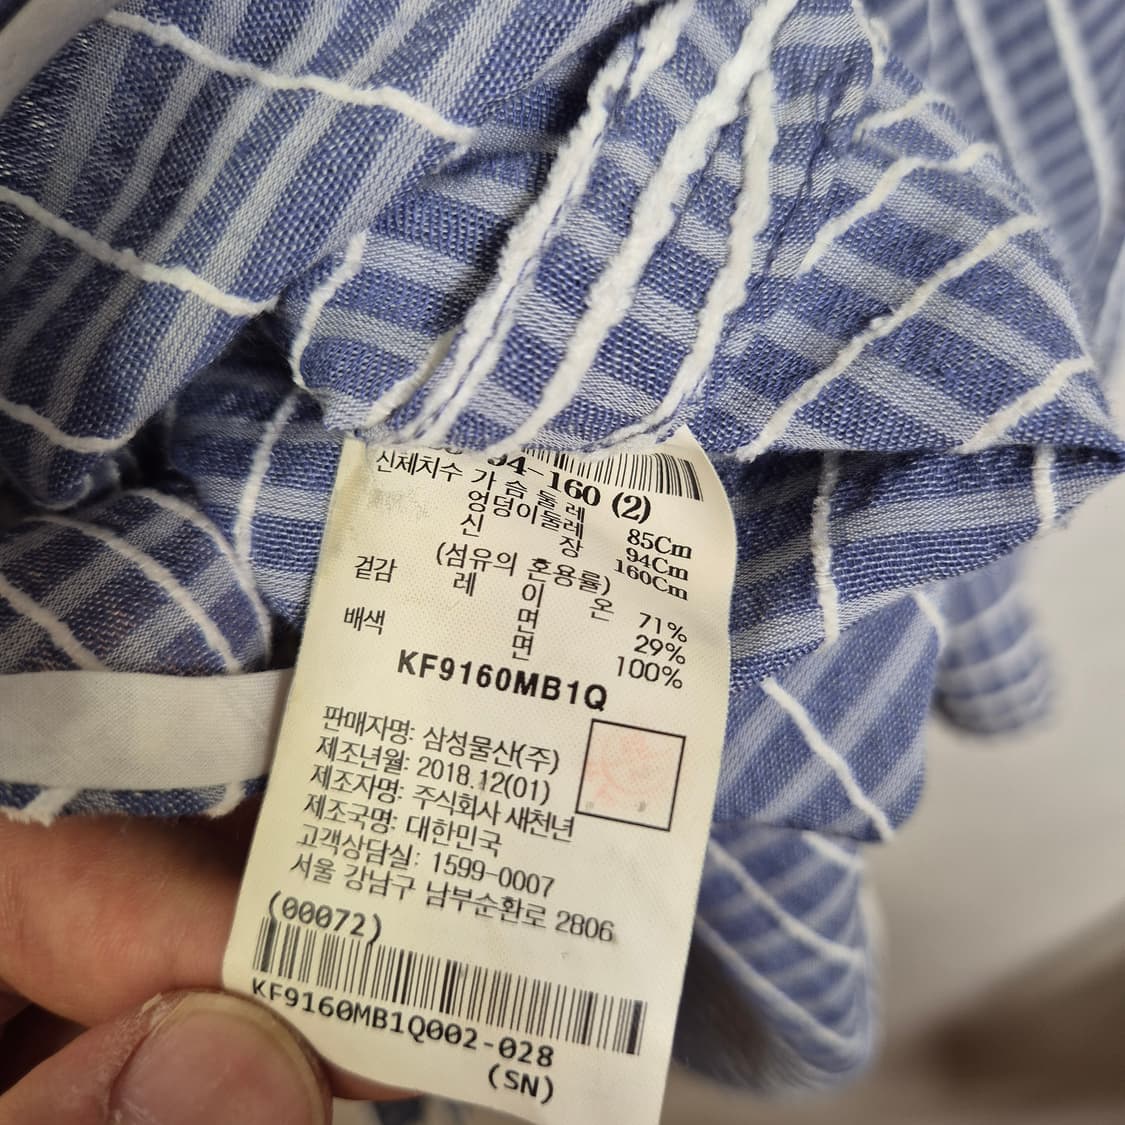 94-160 (2)
신체치수 가 슴 둘 레 85Cm
엉덩이둘레 94Cm
신 장 160Cm
(섬유의 혼용률)
겉감 레 이 온 71%
면 29%
배색 면 100%
KF9160MB1Q
판매자명: 삼성물산(주)
제조년월: 2018.12(01)
제조자명: 주식회사 새천년
제조국명: 대한민국
고객상담실: 1599-0007
서울 강남구 남부순환로 2806
(00072)
KF9160MB1Q002-028
(SN)